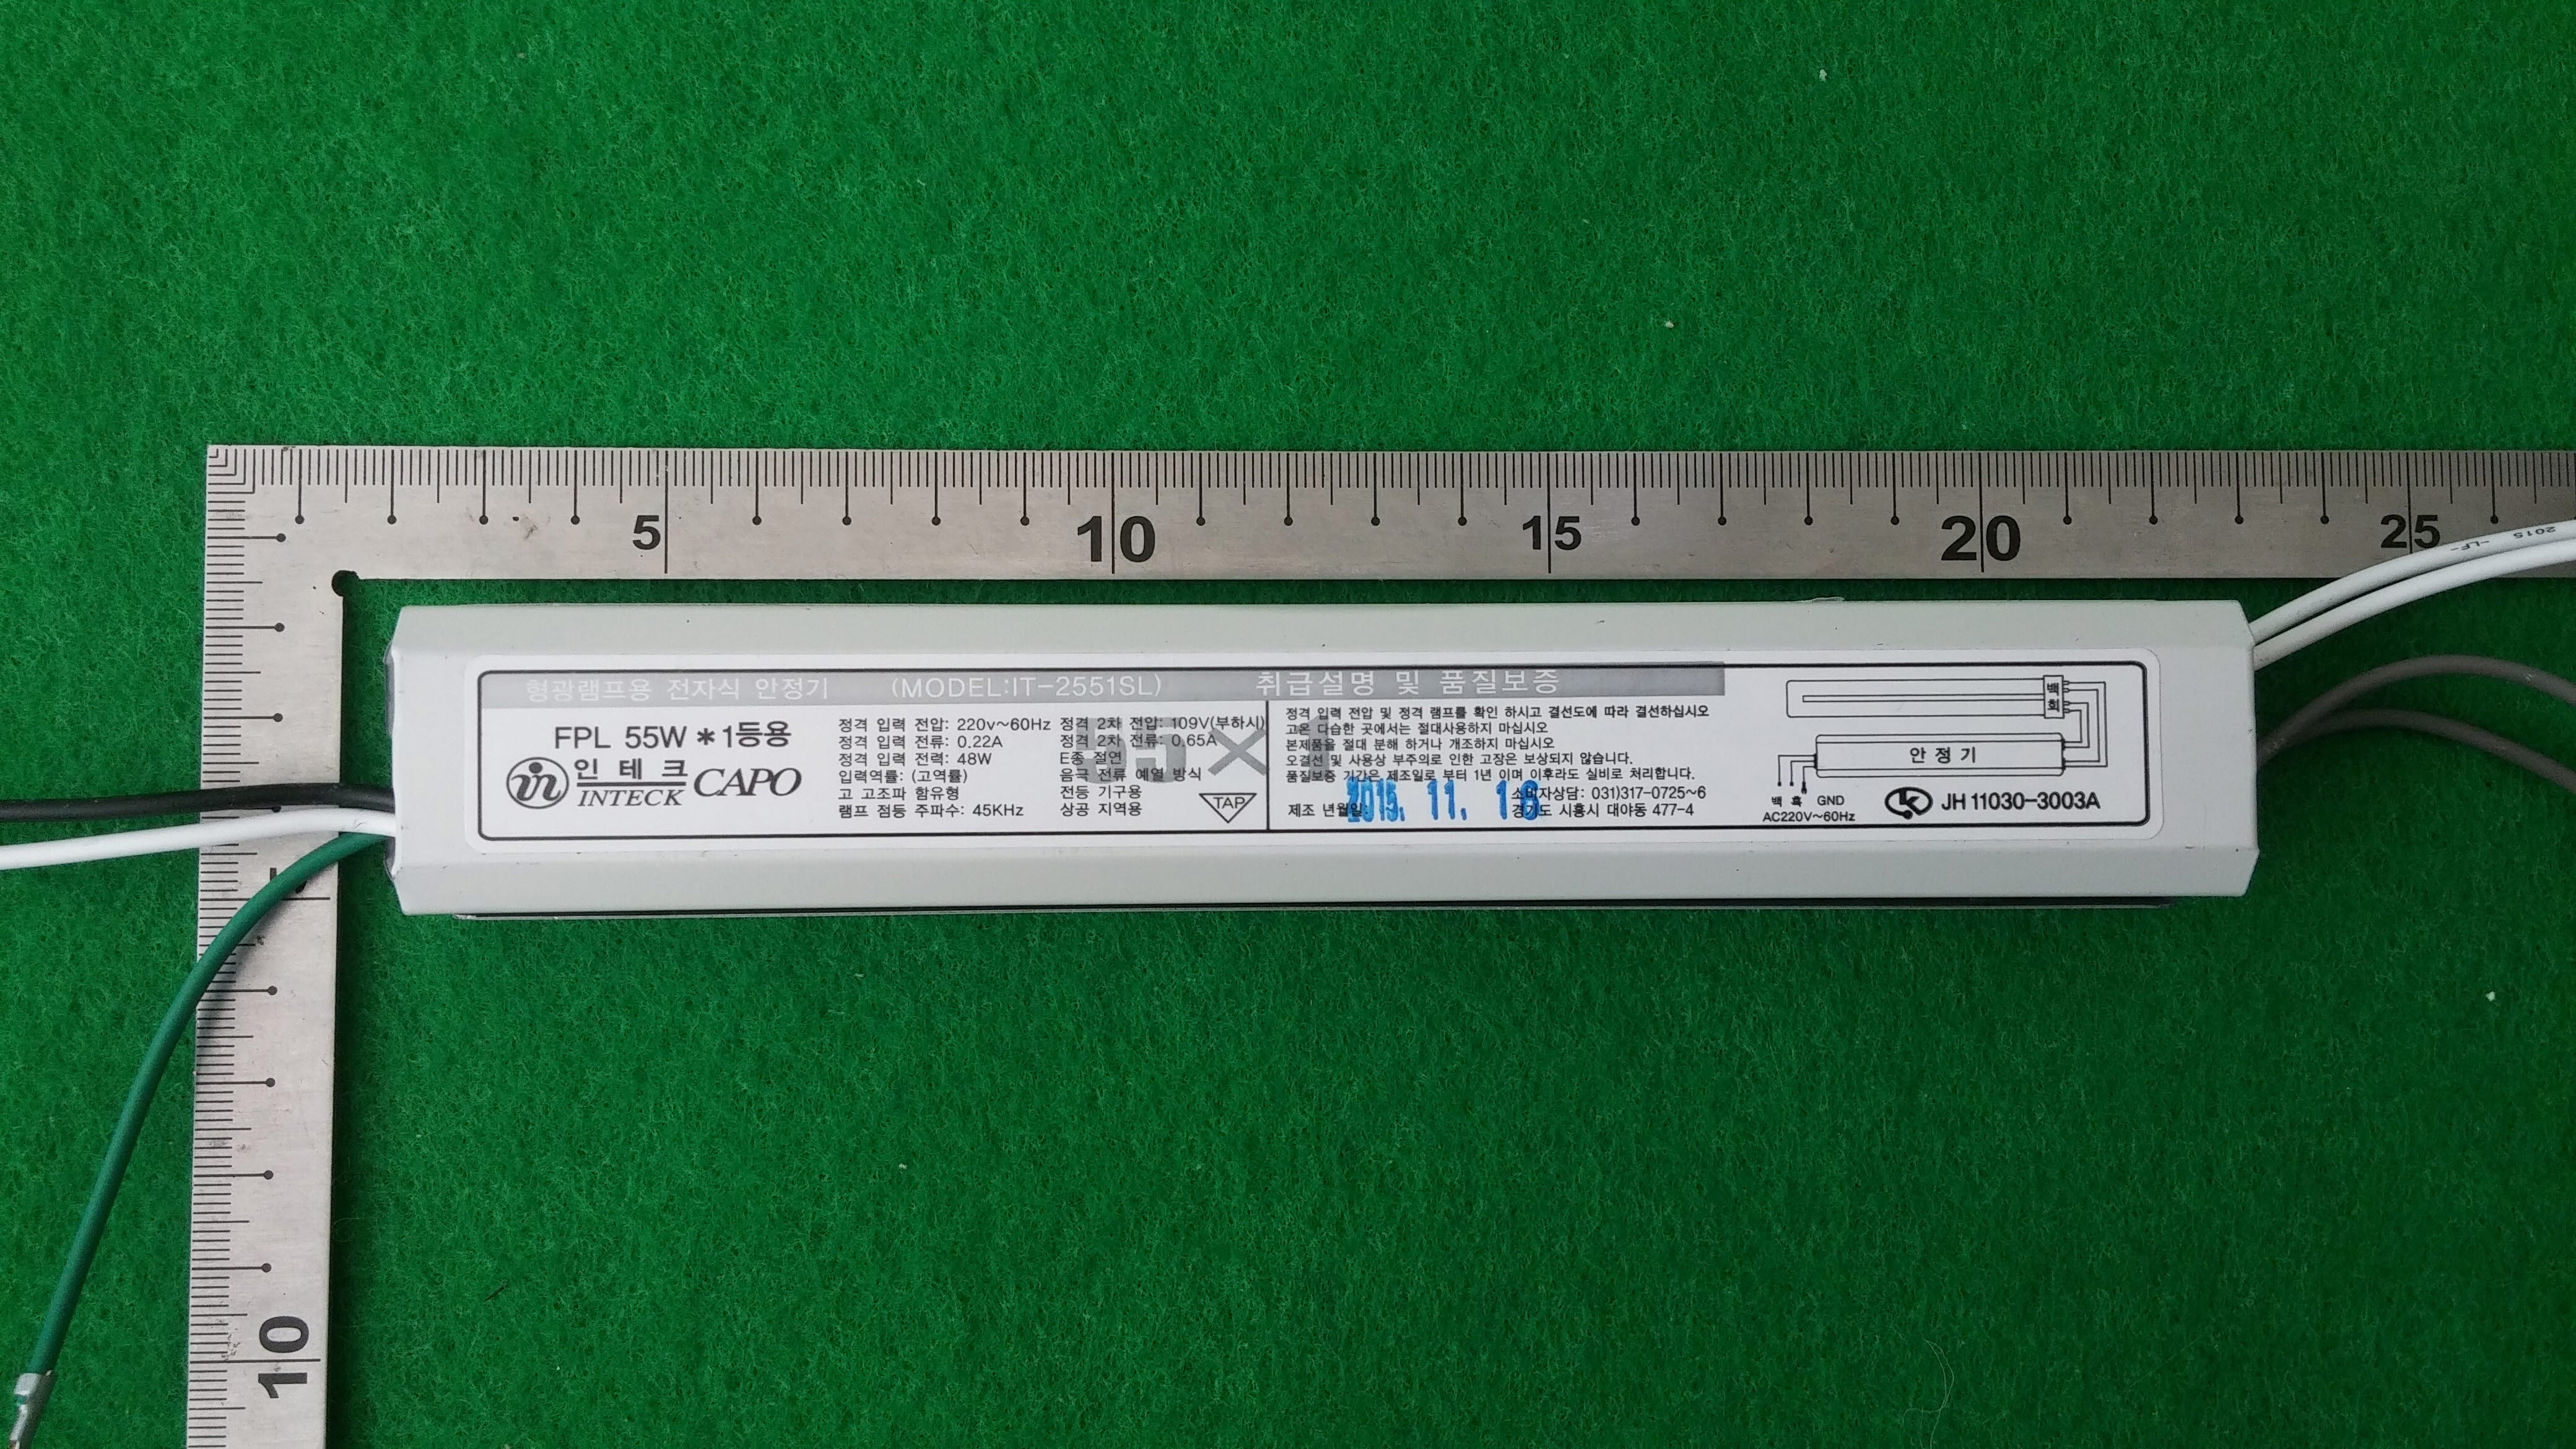 5 10 15 20 25
2015 -LF-
형광램프용 전자식 안정기 (MODEL:IT-2551SL) 취급설명 및 품질보증
FPL 55W *1등용
인 테 크
INTECK
CAPO
정격 입력 전압: 220v~60Hz
정격 입력 전류: 0.22A
정격 입력 전력: 48W
입력역률: (고역률)
고 고조파 함유형
램프 점등 주파수: 45KHz
정격 2차 전압: 109V(부하시)
정격 2차 전류: 0.65A
E종 절연
음극 전류 예열 방식
전등 기구용
상공 지역용
55×1
TAP
정격 입력 전압 및 정격 램프를 확인 하시고 결선도에 따라 결선하십시오
고온 다습한 곳에서는 절대사용하지 마십시오
본제품을 절대 분해 하거나 개조하지 마십시오
오결선 및 사용상 부주의로 인한 고장은 보상되지 않습니다.
품질보증 기간은 제조일로 부터 1년 이며 이후라도 실비로 처리합니다.
소비자상담: 031)317-0725~6
제조 년월일: 2015. 11. 16
경기도 시흥시 대야동 477-4
백
회
안 정 기
백 흑 GND
AC220V~60Hz
JH 11030-3003A
5
10